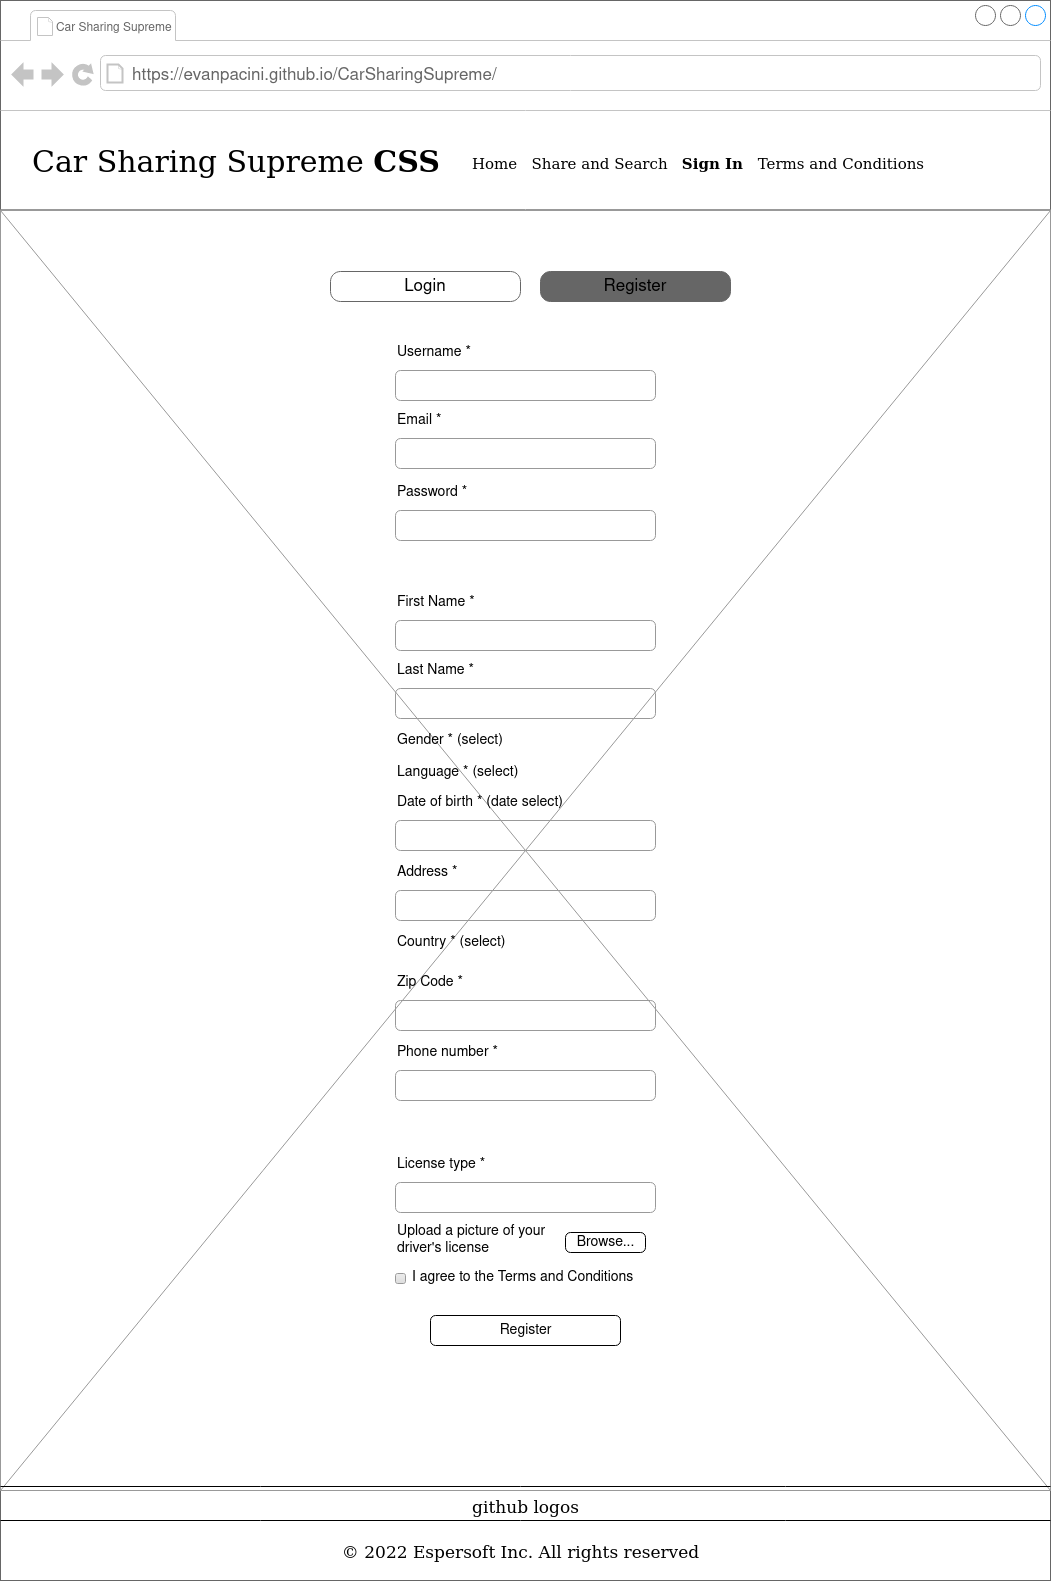 Car Sharing Supreme
https://evanpacini.github.io/CarSharingSupreme/
Car Sharing Supreme CSS
Home Share and Search Sign In Terms and Conditions
Login Register
Username *
Email *
Password *
First Name *
Last Name *
Gender * (select)
Language * (select)
Date of birth * (date select)
Address *
Country * (select)
Zip Code *
Phone number *
License type *
Upload a picture of your
driver's license
Browse...
I agree to the Terms and Conditions
Register
github logos
© 2022 Espersoft Inc. All rights reserved